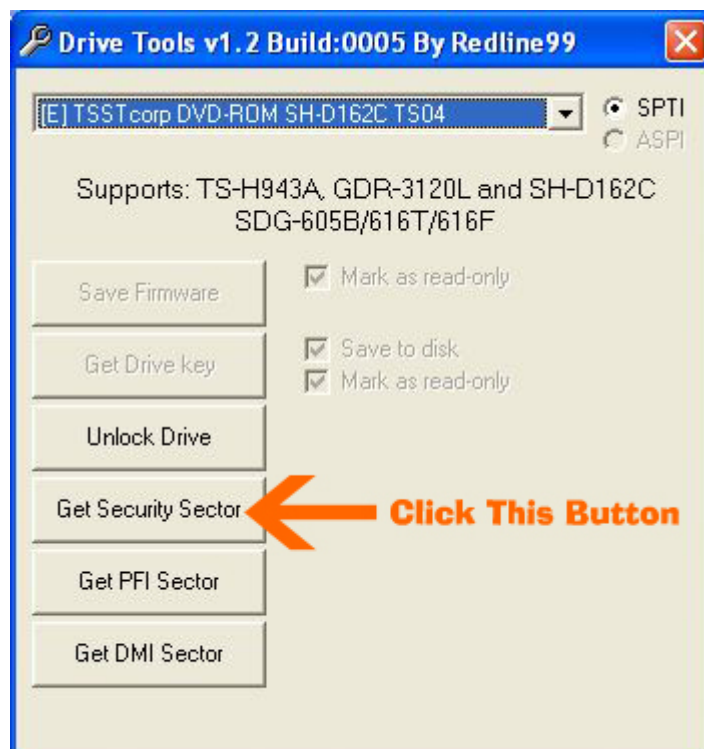 Drive Tools v1.2 Build:0005 By Redline99
[E] TSSTcorp DVD-ROM SH-D162C TS04
SPTI
ASPI
Supports: TS-H943A, GDR-3120L and SH-D162C
SDG-605B/616T/616F
Save Firmware
Mark as read-only
Get Drive key
Save to disk
Mark as read-only
Unlock Drive
Get Security Sector
Click This Button
Get PFI Sector
Get DMI Sector